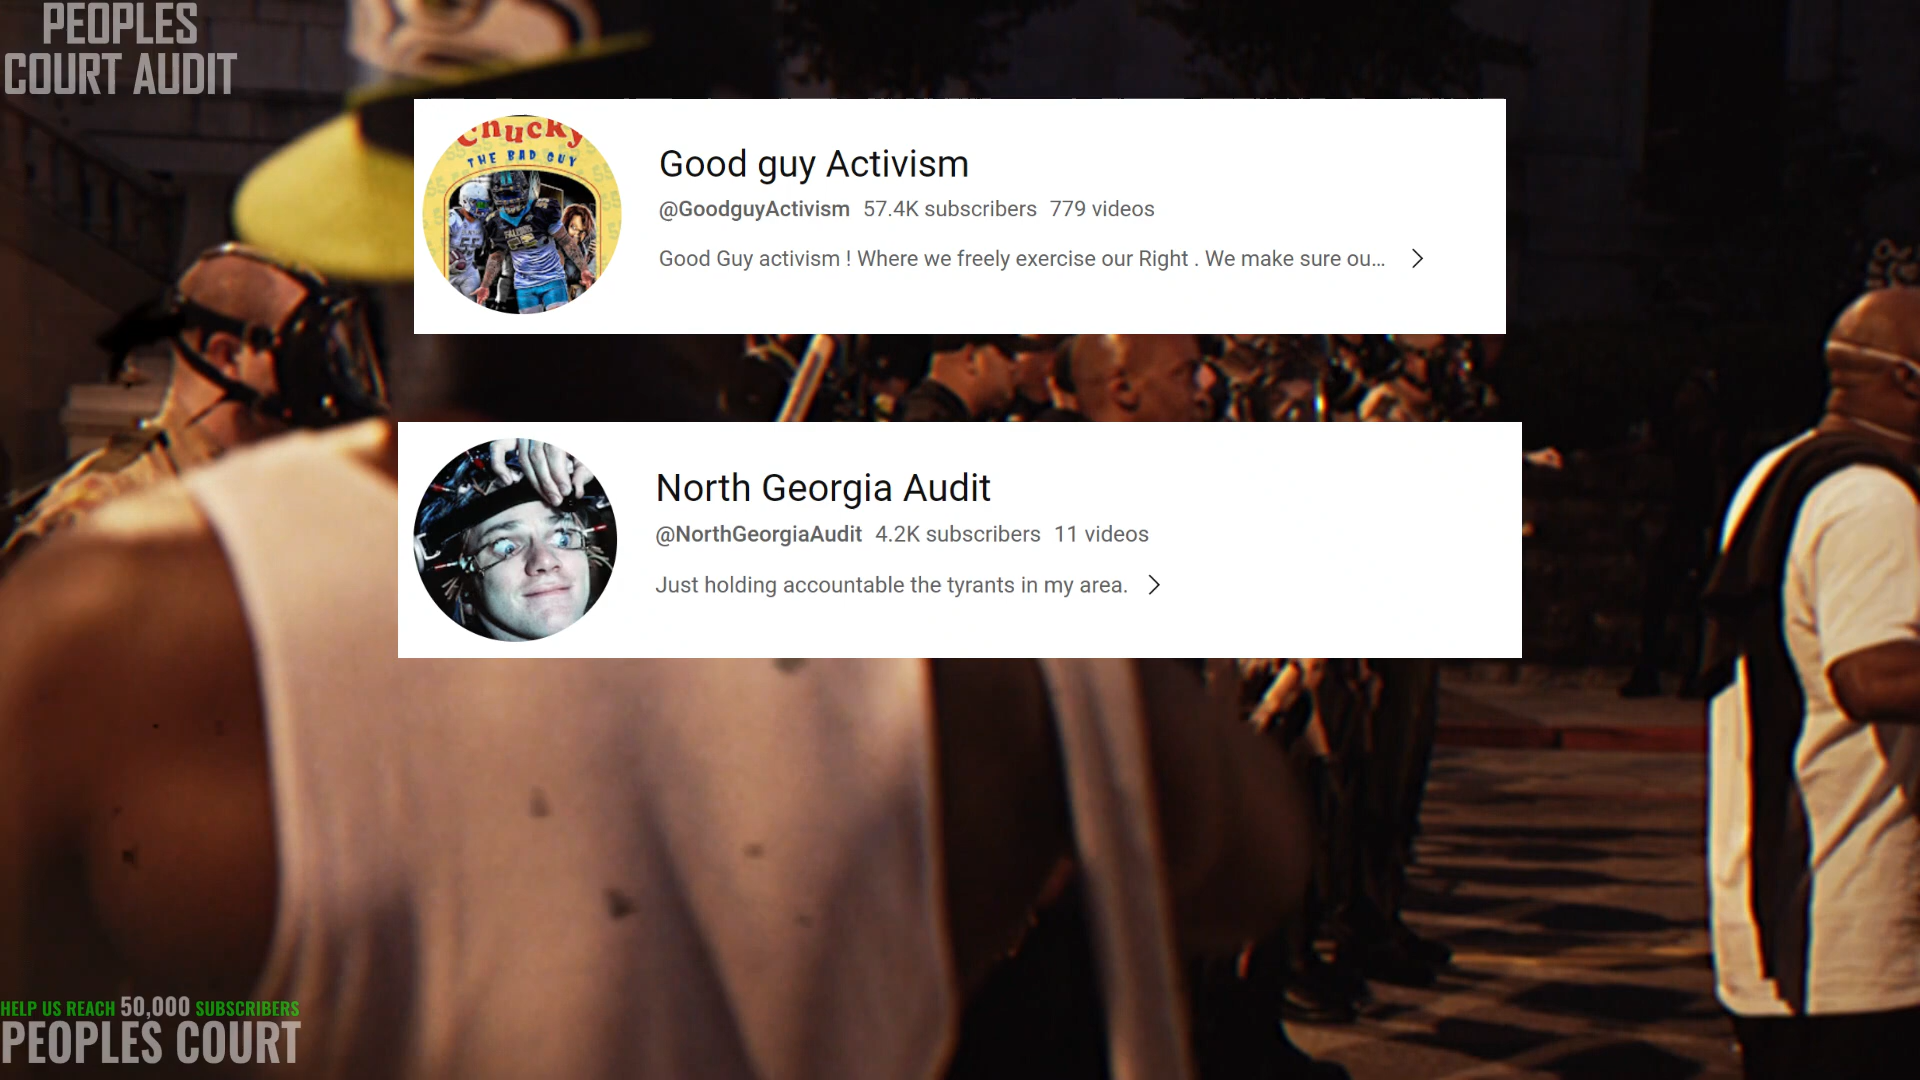 PEOPLES
COURT AUDIT
Chucky
THE BAD GUY
Good guy Activism
@GoodguyActivism 57.4K subscribers 779 videos
Good Guy activism ! Where we freely exercise our Right . We make sure ou...
North Georgia Audit
@NorthGeorgiaAudit 4.2K subscribers 11 videos
Just holding accountable the tyrants in my area.
HELP US REACH 50,000 SUBSCRIBERS
PEOPLES COURT